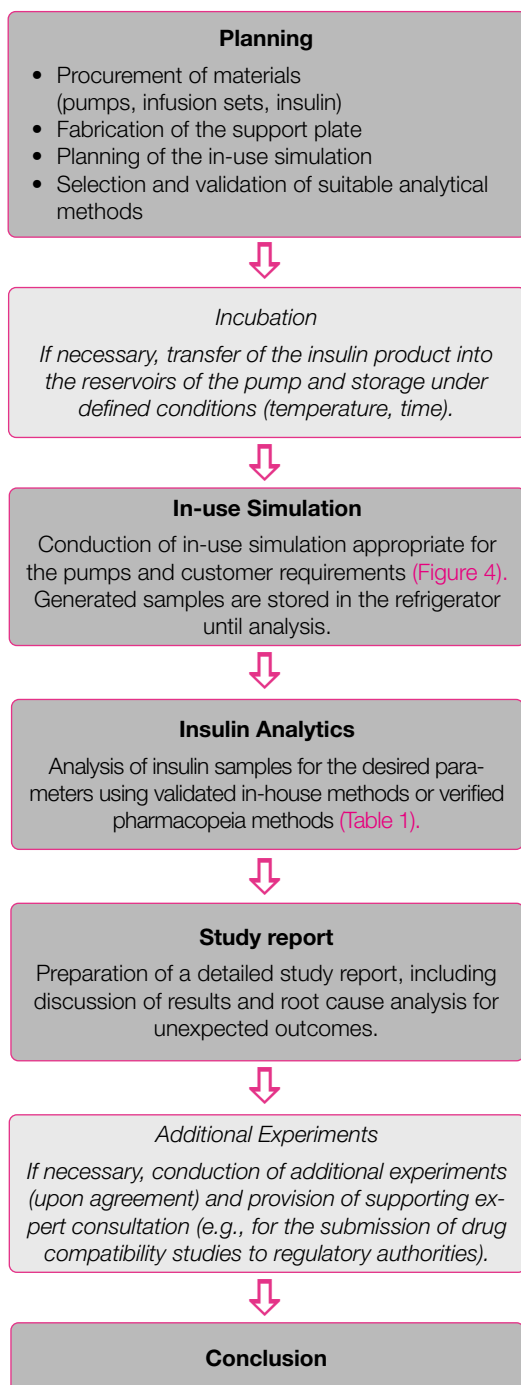 Planning
• Procurement of materials
(pumps, infusion sets, insulin)
• Fabrication of the support plate
• Planning of the in-use simulation
• Selection and validation of suitable analytical
methods
Incubation
If necessary, transfer of the insulin product into
the reservoirs of the pump and storage under
defined conditions (temperature, time).
In-use Simulation
Conduction of in-use simulation appropriate for
the pumps and customer requirements (Figure 4).
Generated samples are stored in the refrigerator
until analysis.
Insulin Analytics
Analysis of insulin samples for the desired para-
meters using validated in-house methods or verified
pharmacopeia methods (Table 1).
Study report
Preparation of a detailed study report, including
discussion of results and root cause analysis for
unexpected outcomes.
Additional Experiments
If necessary, conduction of additional experiments
(upon agreement) and provision of supporting ex-
pert consultation (e.g., for the submission of drug
compatibility studies to regulatory authorities).
Conclusion